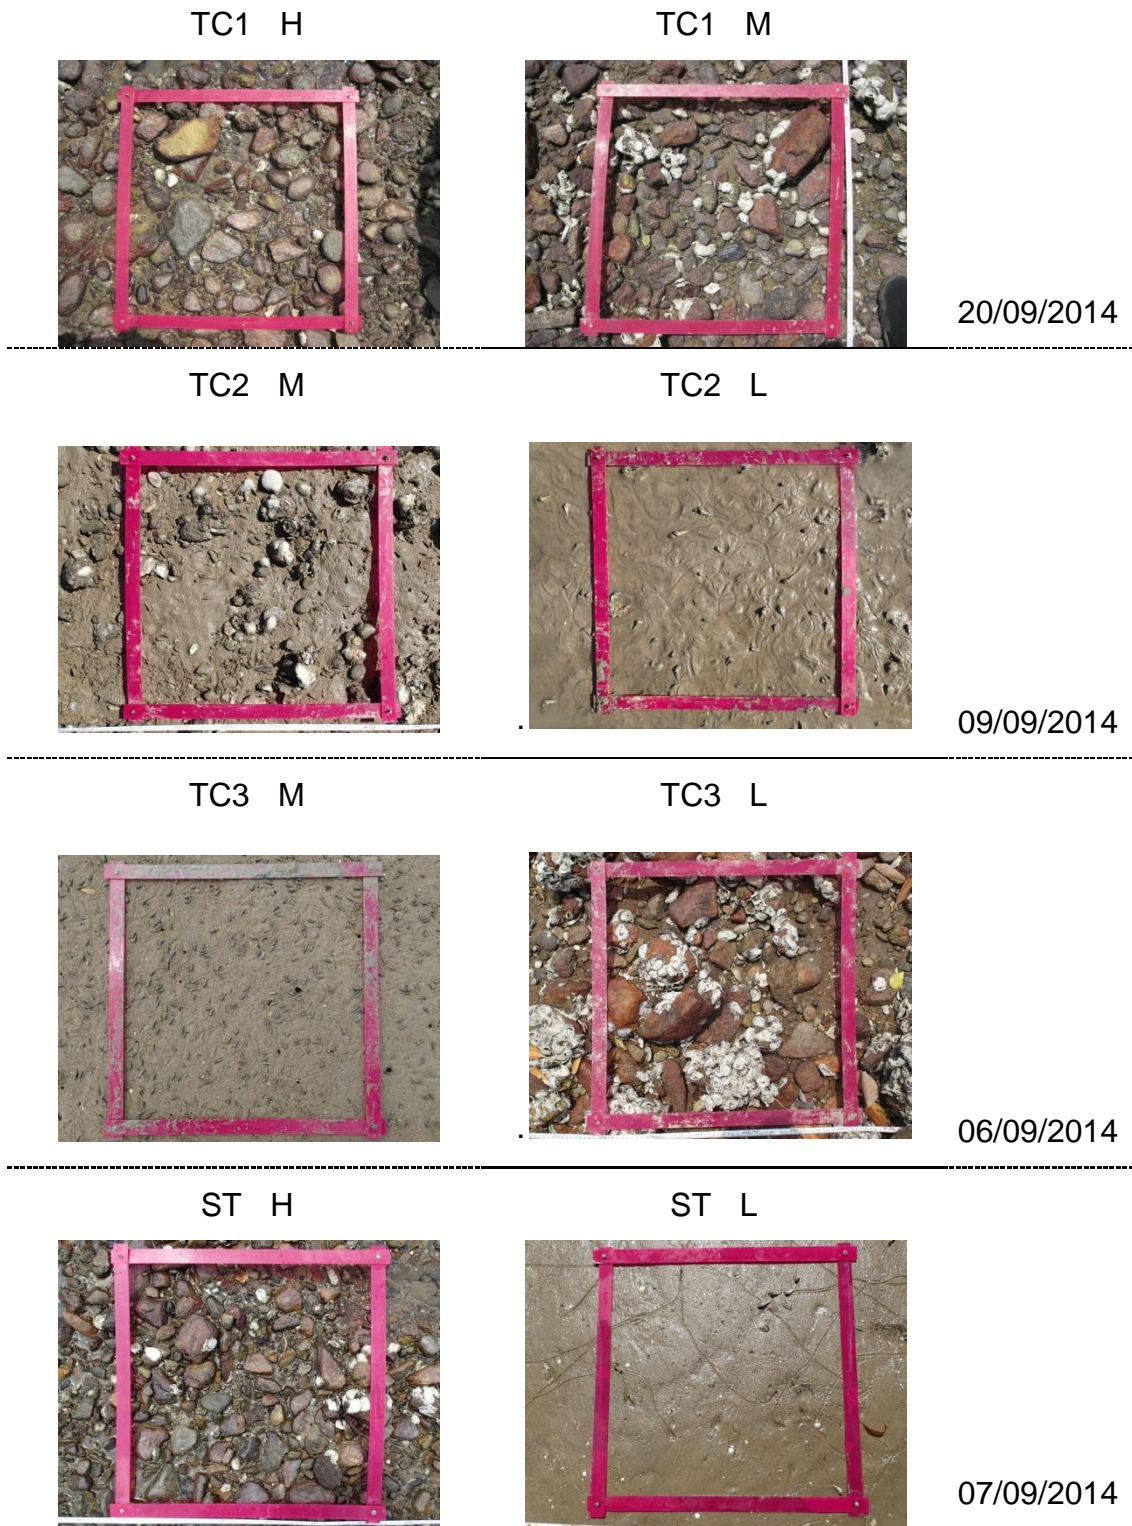 TC1 H
TC1 M
20/09/2014
TC2 M
TC2 L
.
09/09/2014
TC3 M
TC3 L
.
06/09/2014
ST H
ST L
07/09/2014